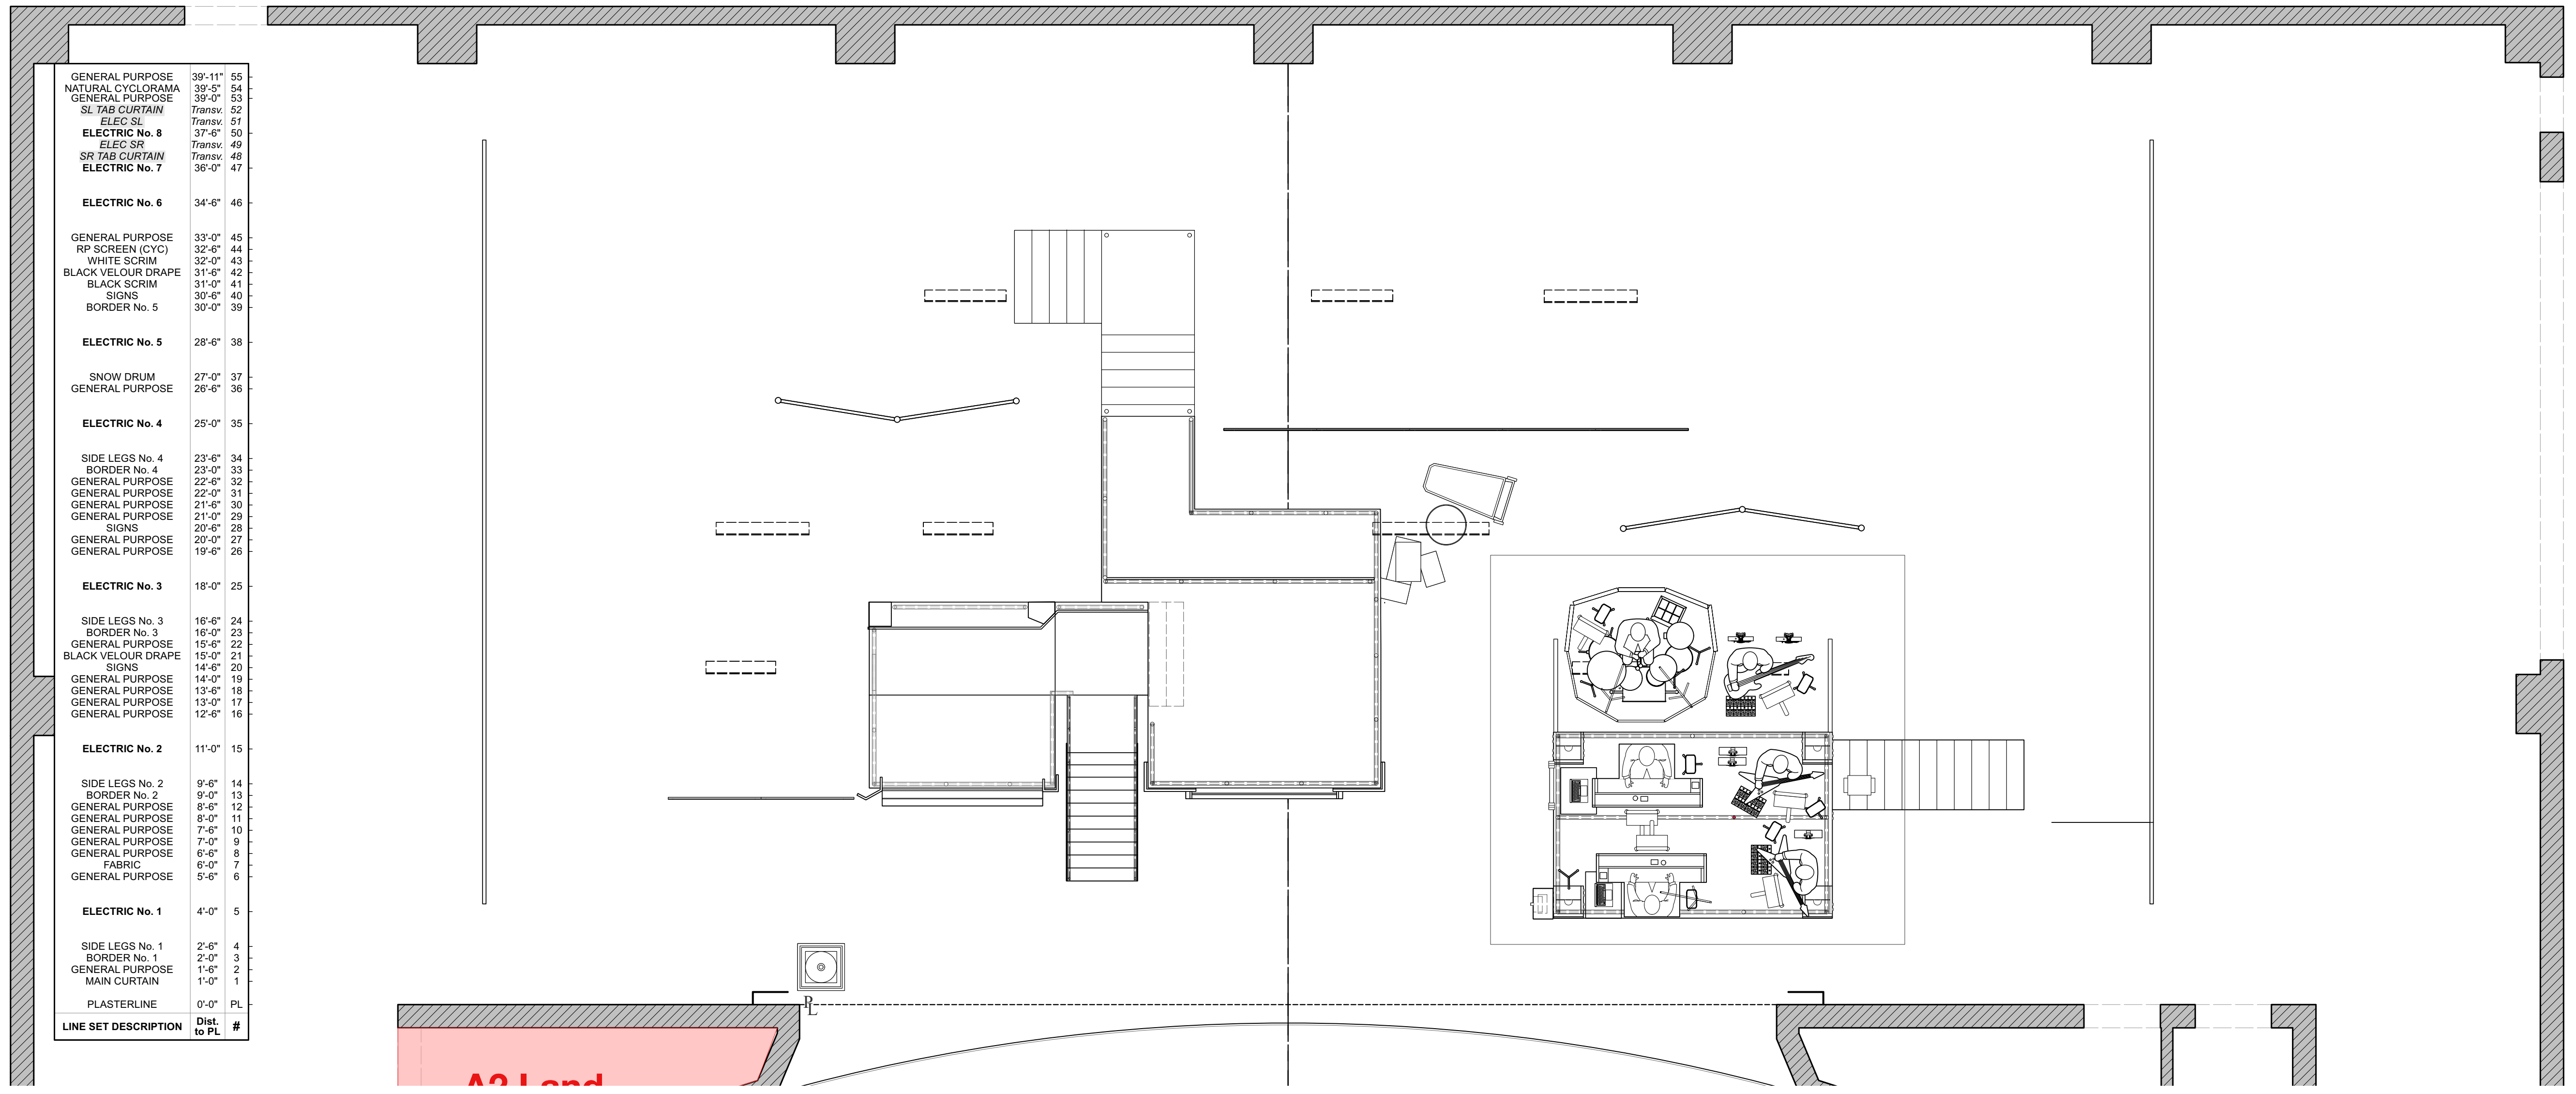 GENERAL PURPOSE 39'-11" 55
NATURAL CYCLORAMA 39'-5" 54
GENERAL PURPOSE 39'-0" 53
SL TAB CURTAIN Transv. 52
ELEC SL Transv. 51
ELECTRIC No. 8 37'-6" 50
ELEC SR Transv. 49
SR TAB CURTAIN Transv. 48
ELECTRIC No. 7 36'-0" 47
ELECTRIC No. 6 34'-6" 46
GENERAL PURPOSE 33'-0" 45
RP SCREEN (CYC) 32'-6" 44
WHITE SCRIM 32'-0" 43
BLACK VELOUR DRAPE 31'-6" 42
BLACK SCRIM 31'-0" 41
SIGNS 30'-6" 40
BORDER No. 5 30'-0" 39
ELECTRIC No. 5 28'-6" 38
SNOW DRUM 27'-0" 37
GENERAL PURPOSE 26'-6" 36
ELECTRIC No. 4 25'-0" 35
SIDE LEGS No. 4 23'-6" 34
BORDER No. 4 23'-0" 33
GENERAL PURPOSE 22'-6" 32
GENERAL PURPOSE 22'-0" 31
GENERAL PURPOSE 21'-6" 30
GENERAL PURPOSE 21'-0" 29
SIGNS 20'-6" 28
GENERAL PURPOSE 20'-0" 27
GENERAL PURPOSE 19'-6" 26
ELECTRIC No. 3 18'-0" 25
SIDE LEGS No. 3 16'-6" 24
BORDER No. 3 16'-0" 23
GENERAL PURPOSE 15'-6" 22
BLACK VELOUR DRAPE 15'-0" 21
SIGNS 14'-6" 20
GENERAL PURPOSE 14'-0" 19
GENERAL PURPOSE 13'-6" 18
GENERAL PURPOSE 13'-0" 17
GENERAL PURPOSE 12'-6" 16
ELECTRIC No. 2 11'-0" 15
SIDE LEGS No. 2 9'-6" 14
BORDER No. 2 9'-0" 13
GENERAL PURPOSE 8'-6" 12
GENERAL PURPOSE 8'-0" 11
GENERAL PURPOSE 7'-6" 10
GENERAL PURPOSE 7'-0" 9
GENERAL PURPOSE 6'-6" 8
FABRIC 6'-0" 7
GENERAL PURPOSE 5'-6" 6
ELECTRIC No. 1 4'-0" 5
SIDE LEGS No. 1 2'-6" 4
BORDER No. 1 2'-0" 3
GENERAL PURPOSE 1'-6" 2
MAIN CURTAIN 1'-0" 1
PLASTERLINE 0'-0" PL
LINE SET DESCRIPTION Dist. to PL #
PL
A2 Land